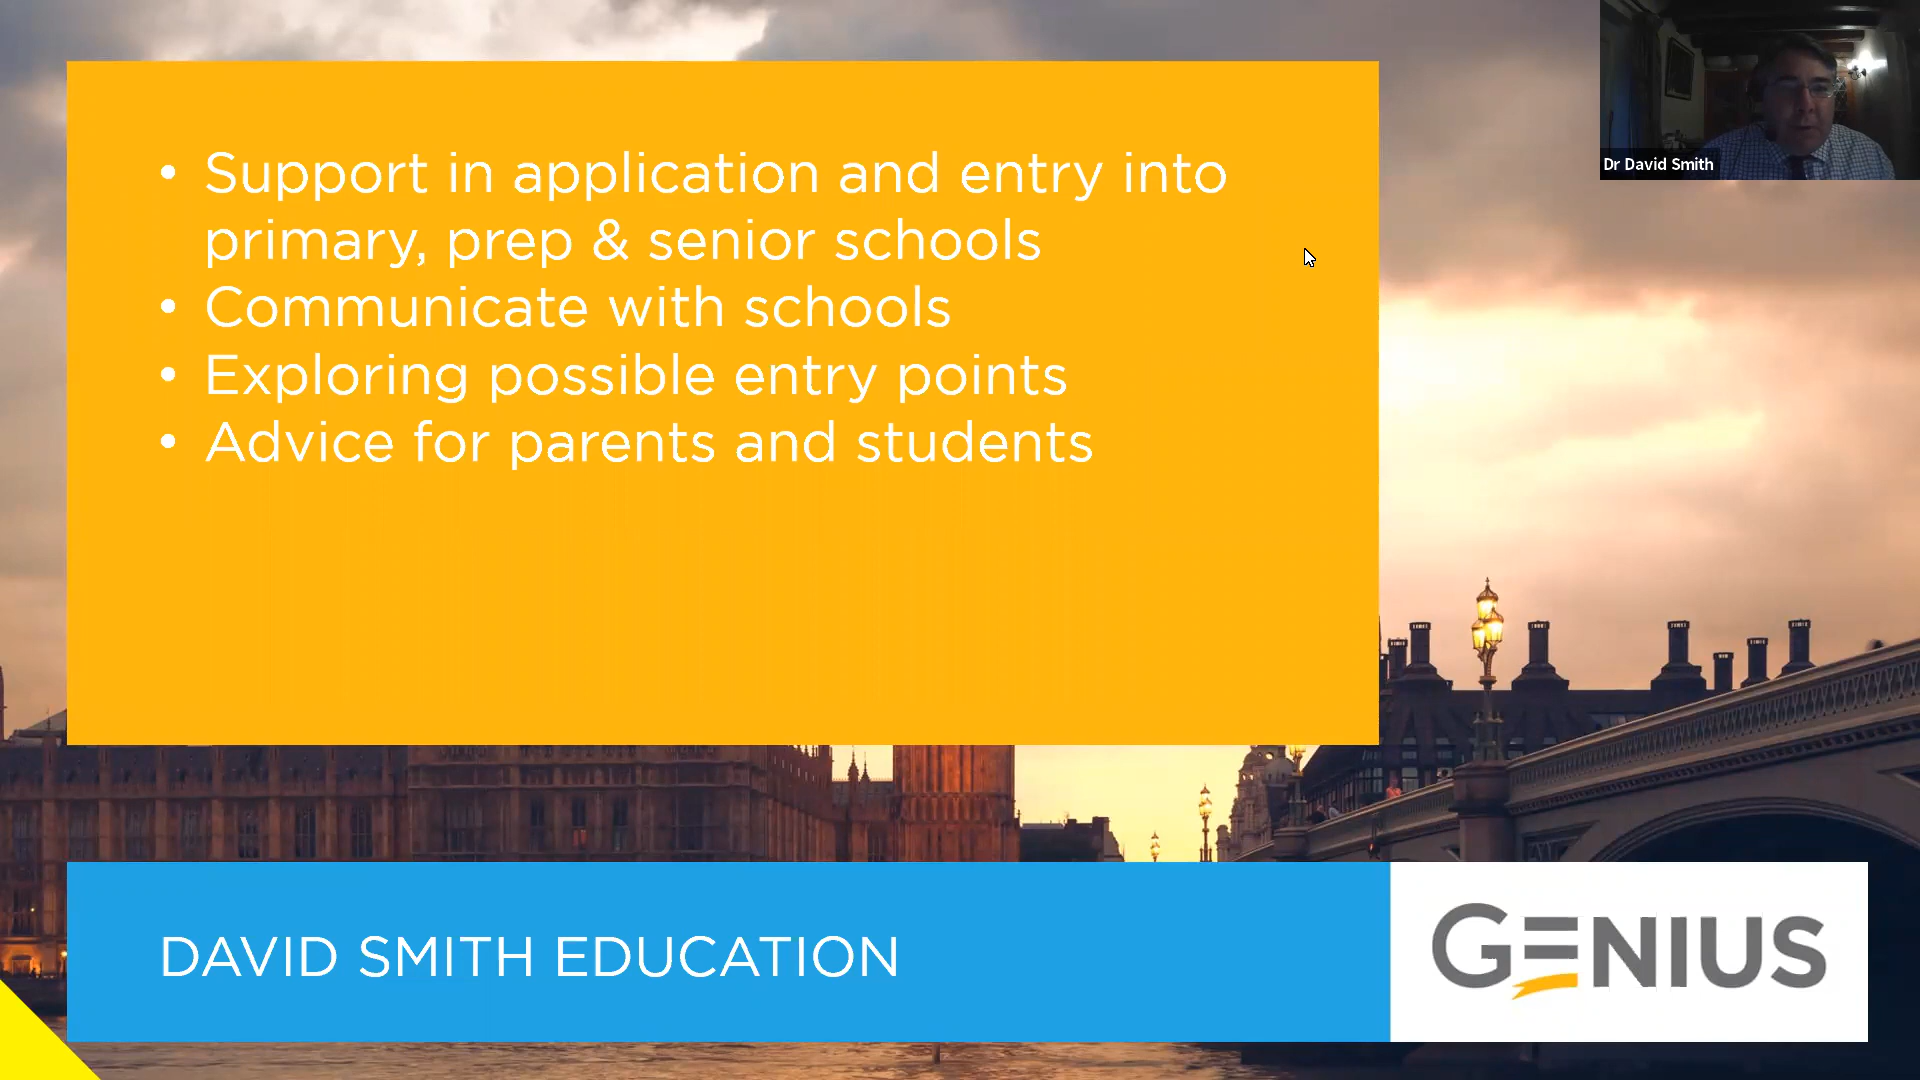 • Support in application and entry into
primary, prep & senior schools
• Communicate with schools
• Exploring possible entry points
• Advice for parents and students
Dr David Smith
DAVID SMITH EDUCATION
GENIUS